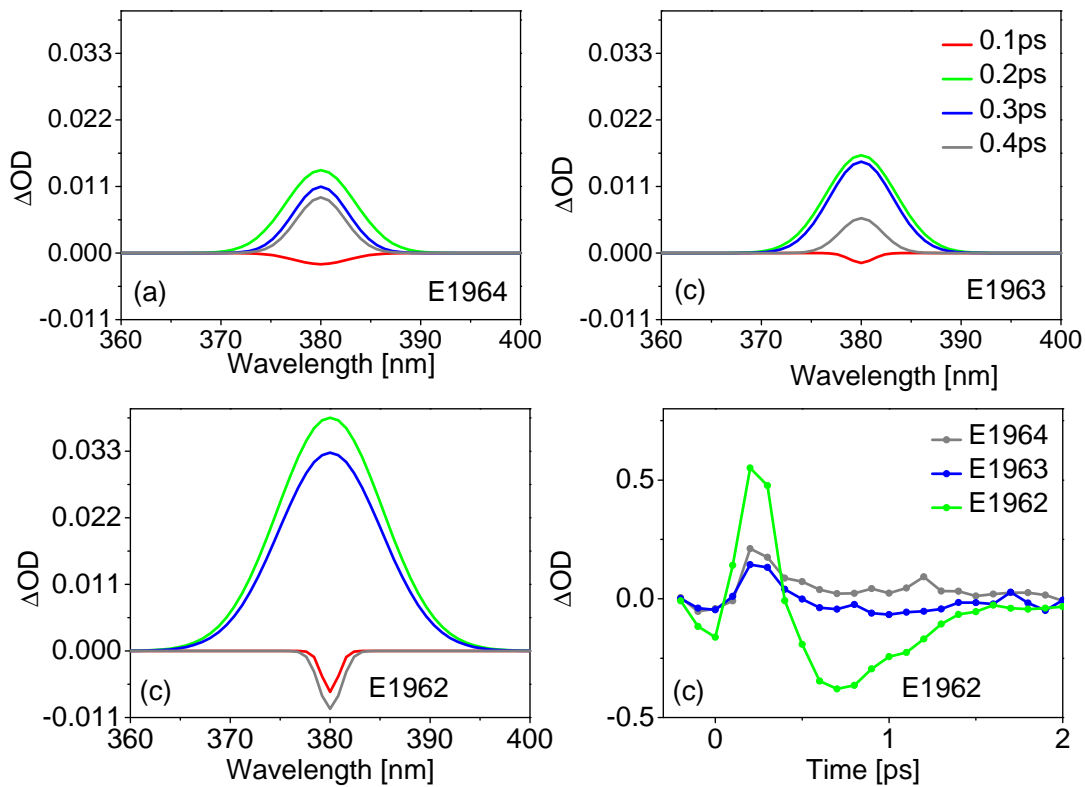 0.033
0.022
0.011
0.000
-0.011
ΔOD
(a)
E1964
360 370 380 390 400
Wavelength [nm]
0.033
0.022
0.011
0.000
-0.011
ΔOD
0.1ps
0.2ps
0.3ps
0.4ps
(c)
E1963
360 370 380 390 400
Wavelength [nm]
0.033
0.022
0.011
0.000
-0.011
ΔOD
(c)
E1962
360 370 380 390 400
Wavelength [nm]
0.5
0.0
-0.5
ΔOD
E1964
E1963
E1962
(c)
E1962
0 1 2
Time [ps]